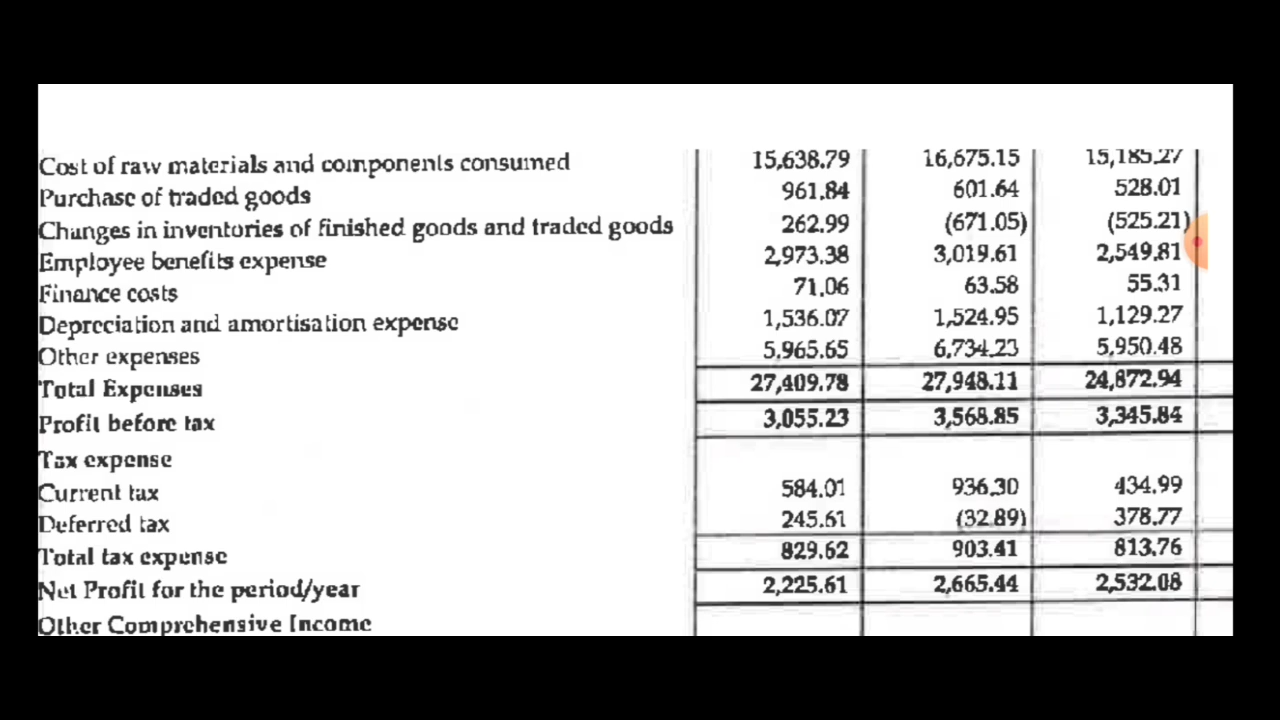 Cost of raw materials and components consumed 15,638.79 16,675.15 15,185.27
Purchase of traded goods 961.84 601.64 528.01
Changes in inventories of finished goods and traded goods 262.99 (671.05) (525.21)
Employee benefits expense 2,973.38 3,019.61 2,549.81
Finance costs 71.06 63.58 55.31
Depreciation and amortisation expense 1,536.07 1,524.95 1,129.27
Other expenses 5,965.65 6,734.23 5,950.48
Total Expenses 27,409.78 27,948.11 24,872.94
Profit before tax 3,055.23 3,568.85 3,345.84
Tax expense
Current tax 584.01 936.30 434.99
Deferred tax 245.61 (32.89) 378.77
Total tax expense 829.62 903.41 813.76
Net Profit for the period/year 2,225.61 2,665.44 2,532.08
Other Comprehensive Income